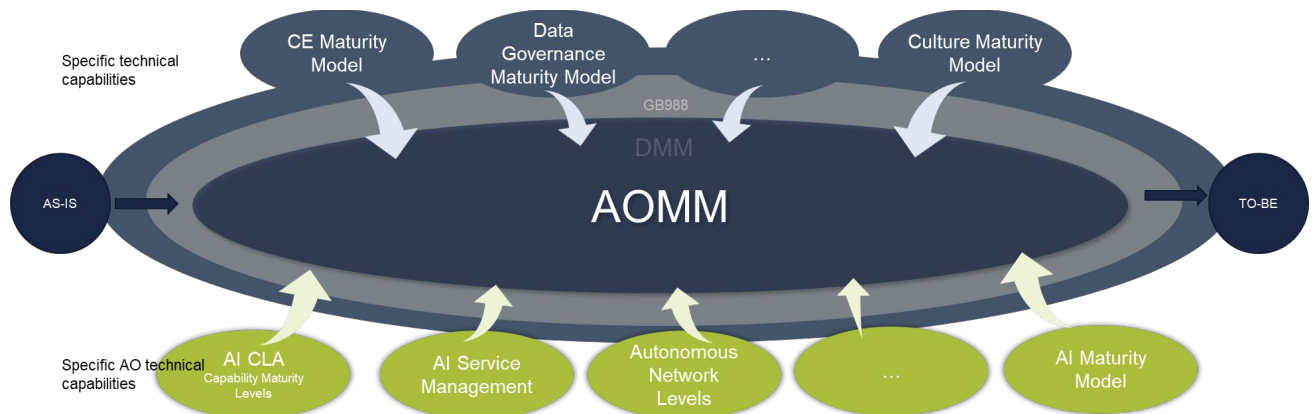 Specific technical
capabilities
CE Maturity
Model
Data
Governance
Maturity Model
...
Culture Maturity
Model
GB988
DMM
AOMM
AS-IS
TO-BE
Specific AO technical
capabilities
AI CLA
Capability Maturity
Levels
AI Service
Management
Autonomous
Network
Levels
...
AI Maturity
Model